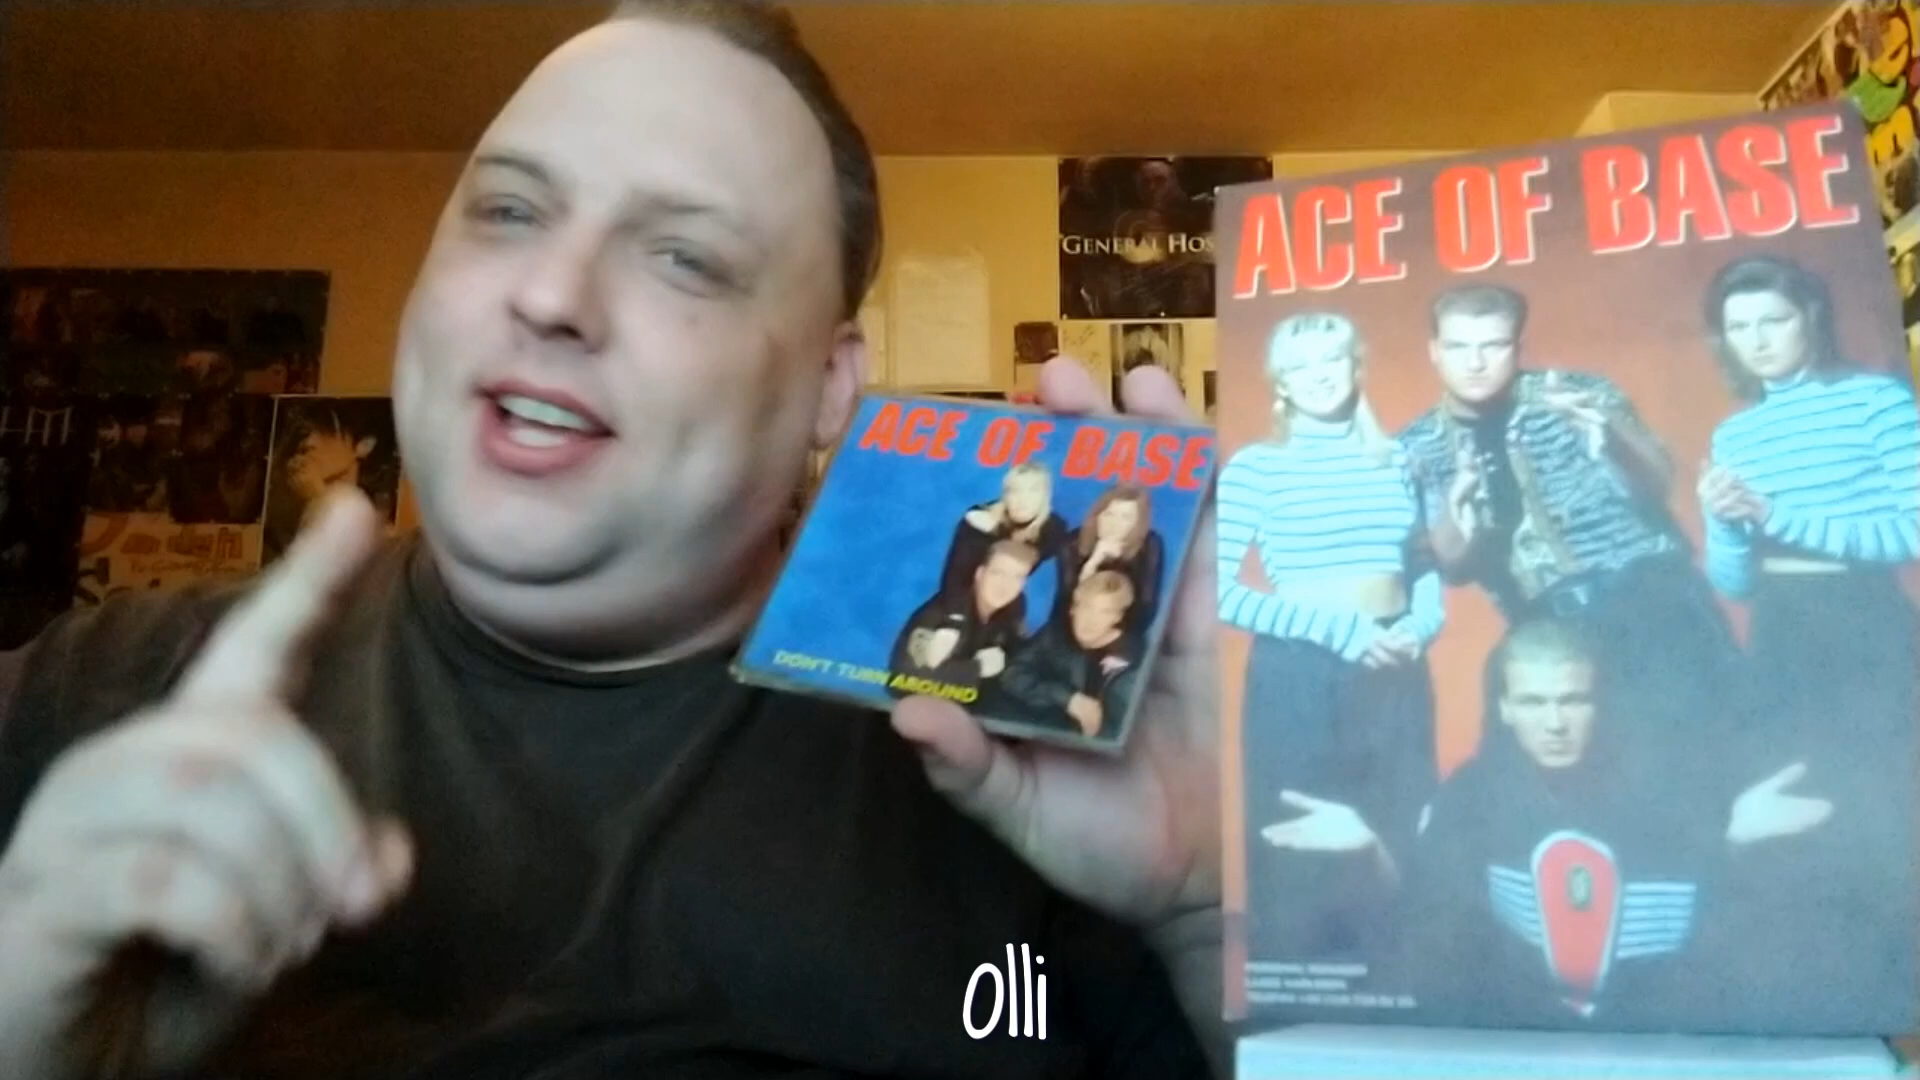 GENERAL HOS
ACE OF BASE
ACE OF BASE
DON'T TURN AROUND
Olli